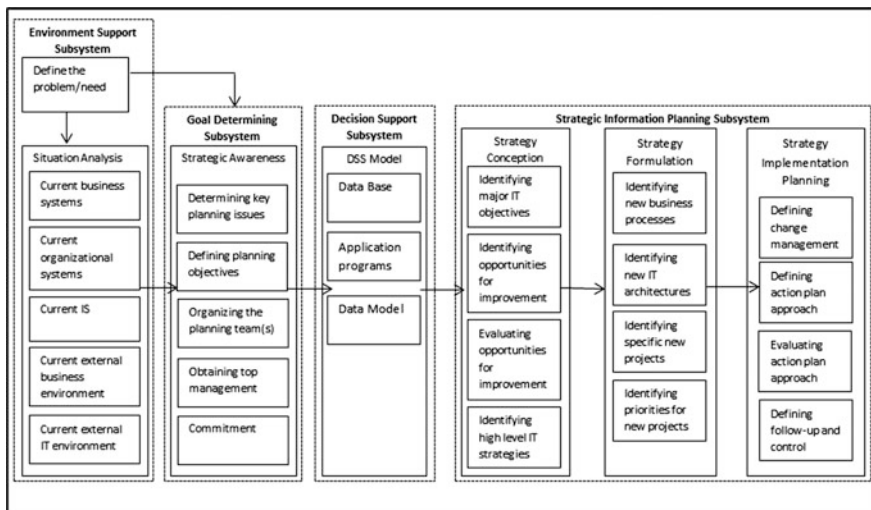 Environment Support
Subsystem
Define the
problem/need
Situation Analysis
Current business
systems
Current
organizational
systems
Current IS
Current external
business
environment
Current external
IT environment
Goal Determining
Subsystem
Strategic Awareness
Determining key
planning issues
Defining planning
objectives
Organizing the
planning team(s)
Obtaining top
management
Commitment
Decision Support
Subsystem
DSS Model
Data Base
Application
programs
Data Model
Strategic Information Planning Subsystem
Strategy
Conception
Identifying
major IT
objectives
Identifying
opportunities
for
improvement
Evaluating
opportunities
for
improvement
Identifying
high level IT
strategies
Strategy
Formulation
Identifying
new business
processes
Identifying
new IT
architectures
Identifying
specific new
projects
Identifying
priorities for
new projects
Strategy
Implementation
Planning
Defining
change
management
Defining
action plan
approach
Evaluating
action plan
approach
Defining
follow-up and
control